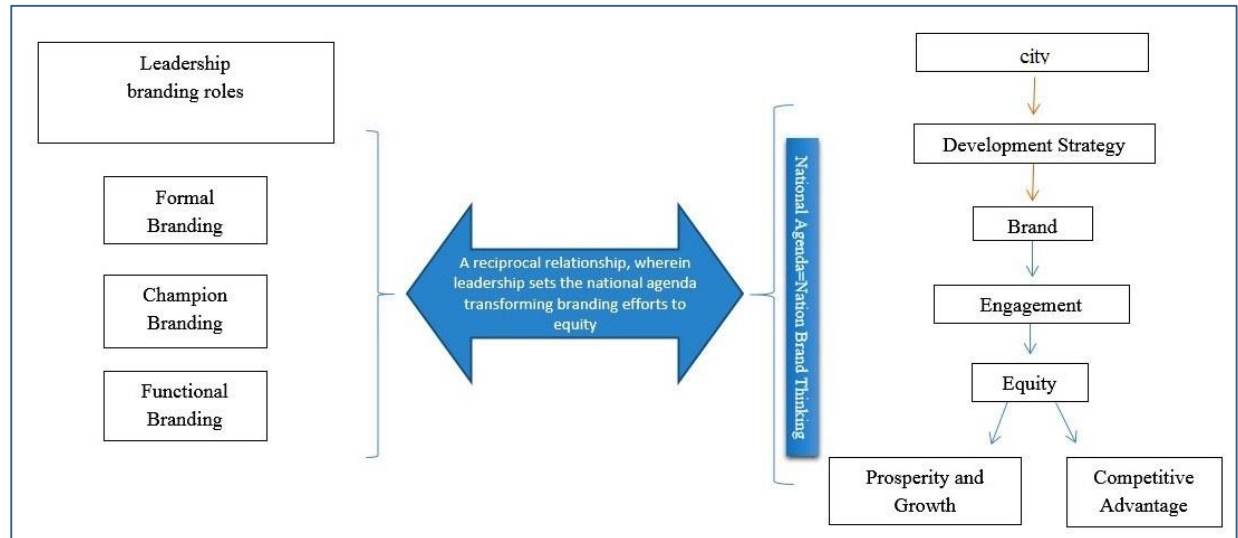 Leadership
branding roles
Formal
Branding
Champion
Branding
Functional
Branding
A reciprocal relationship, wherein
leadership sets the national agenda
transforming branding efforts to
equity
National Agenda=Nation Brand Thinking
city
Development Strategy
Brand
Engagement
Equity
Prosperity and
Growth
Competitive
Advantage